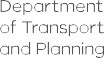 Department
of Transport
and Planning